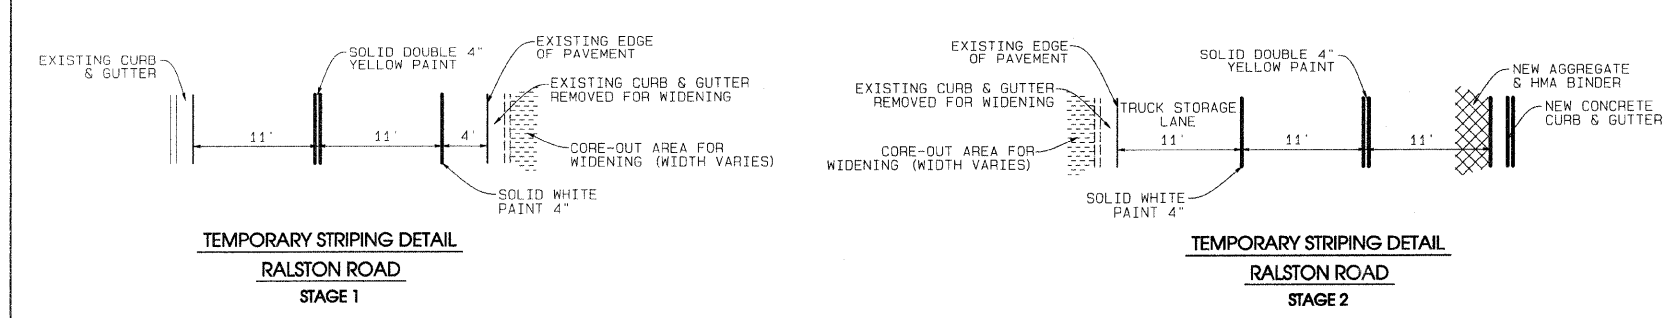 EXISTING CURB
& GUTTER
SOLID DOUBLE 4"
YELLOW PAINT
EXISTING EDGE
OF PAVEMENT
EXISTING CURB & GUTTER
REMOVED FOR WIDENING
11'
11'
4'
CORE-OUT AREA FOR
WIDENING (WIDTH VARIES)
SOLID WHITE
PAINT 4"
TEMPORARY STRIPING DETAIL
RALSTON ROAD
STAGE 1
EXISTING EDGE
OF PAVEMENT
EXISTING CURB & GUTTER
REMOVED FOR WIDENING
CORE-OUT AREA FOR
WIDENING (WIDTH VARIES)
TRUCK STORAGE
LANE
11'
11'
11'
SOLID DOUBLE 4"
YELLOW PAINT
NEW AGGREGATE
& HMA BINDER
NEW CONCRETE
CURB & GUTTER
SOLID WHITE
PAINT 4"
TEMPORARY STRIPING DETAIL
RALSTON ROAD
STAGE 2